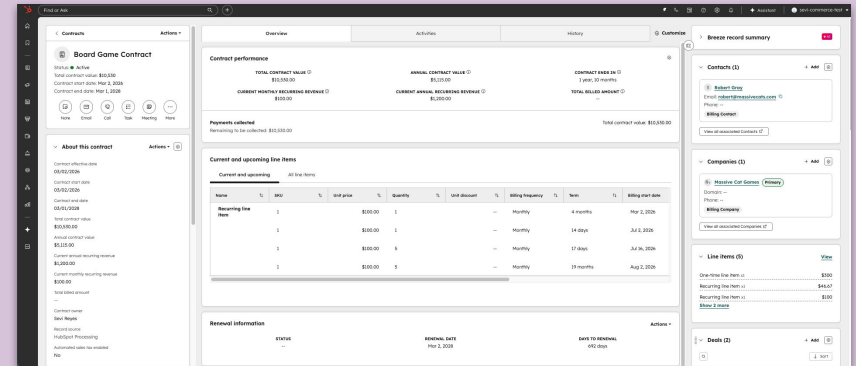 Find or Ask
Assistant
sevi-commerce-test
Contracts
Actions
Board Game Contract
Status: Active
Total contract value: $10,530
Contract start date: Mar 2, 2026
Contract end date: Mar 1, 2028
Note Email Call Task Meeting More
About this contract
Actions
Contract effective date
03/02/2026
Contract start date
03/02/2026
Contract end date
03/01/2028
Total contract value
$10,530.00
Annual contract value
$5,115.00
Current annual recurring revenue
$1,200.00
Current monthly recurring revenue
$100.00
Total billed amount
--
Contract owner
Sevi Reyes
Record source
HubSpot Processing
Automated sales tax enabled
No
Overview Activities History
Customize
Contract performance
TOTAL CONTRACT VALUE ANNUAL CONTRACT VALUE CONTRACT ENDS IN
$10,530.00 $5,115.00 1 year, 10 months
CURRENT MONTHLY RECURRING REVENUE CURRENT ANNUAL RECURRING REVENUE TOTAL BILLED AMOUNT
$100.00 $1,200.00 --
Payments collected Total contract value: $10,530.00
Remaining to be collected: $10,530.00
Current and upcoming line items
Current and upcoming All line items
Name SKU Unit price Quantity Unit discount Billing frequency Term Billing start date
Recurring line item 1 $100.00 1 -- Monthly 4 months Mar 2, 2026
1 $100.00 1 -- Monthly 14 days Jul 2, 2026
1 $100.00 5 -- Monthly 17 days Jul 16, 2026
1 $100.00 5 -- Monthly 19 months Aug 2, 2026
Renewal information
Actions
STATUS RENEWAL DATE DAYS TO RENEWAL
-- Mar 2, 2028 692 days
Breeze record summary
Contacts (1)
+ Add
Robert Gray
Email: robert@massivecats.com
Phone: --
Billing Contact
View all associated Contacts
Companies (1)
+ Add
Massive Cat Games Primary
Domain: --
Phone: --
Billing Company
View all associated Companies
Line items (5)
View
One-time line item x1 $300
Recurring line item $46.67
Recurring line item $100
Show 2 more
Deals (2)
+ Add
Sort